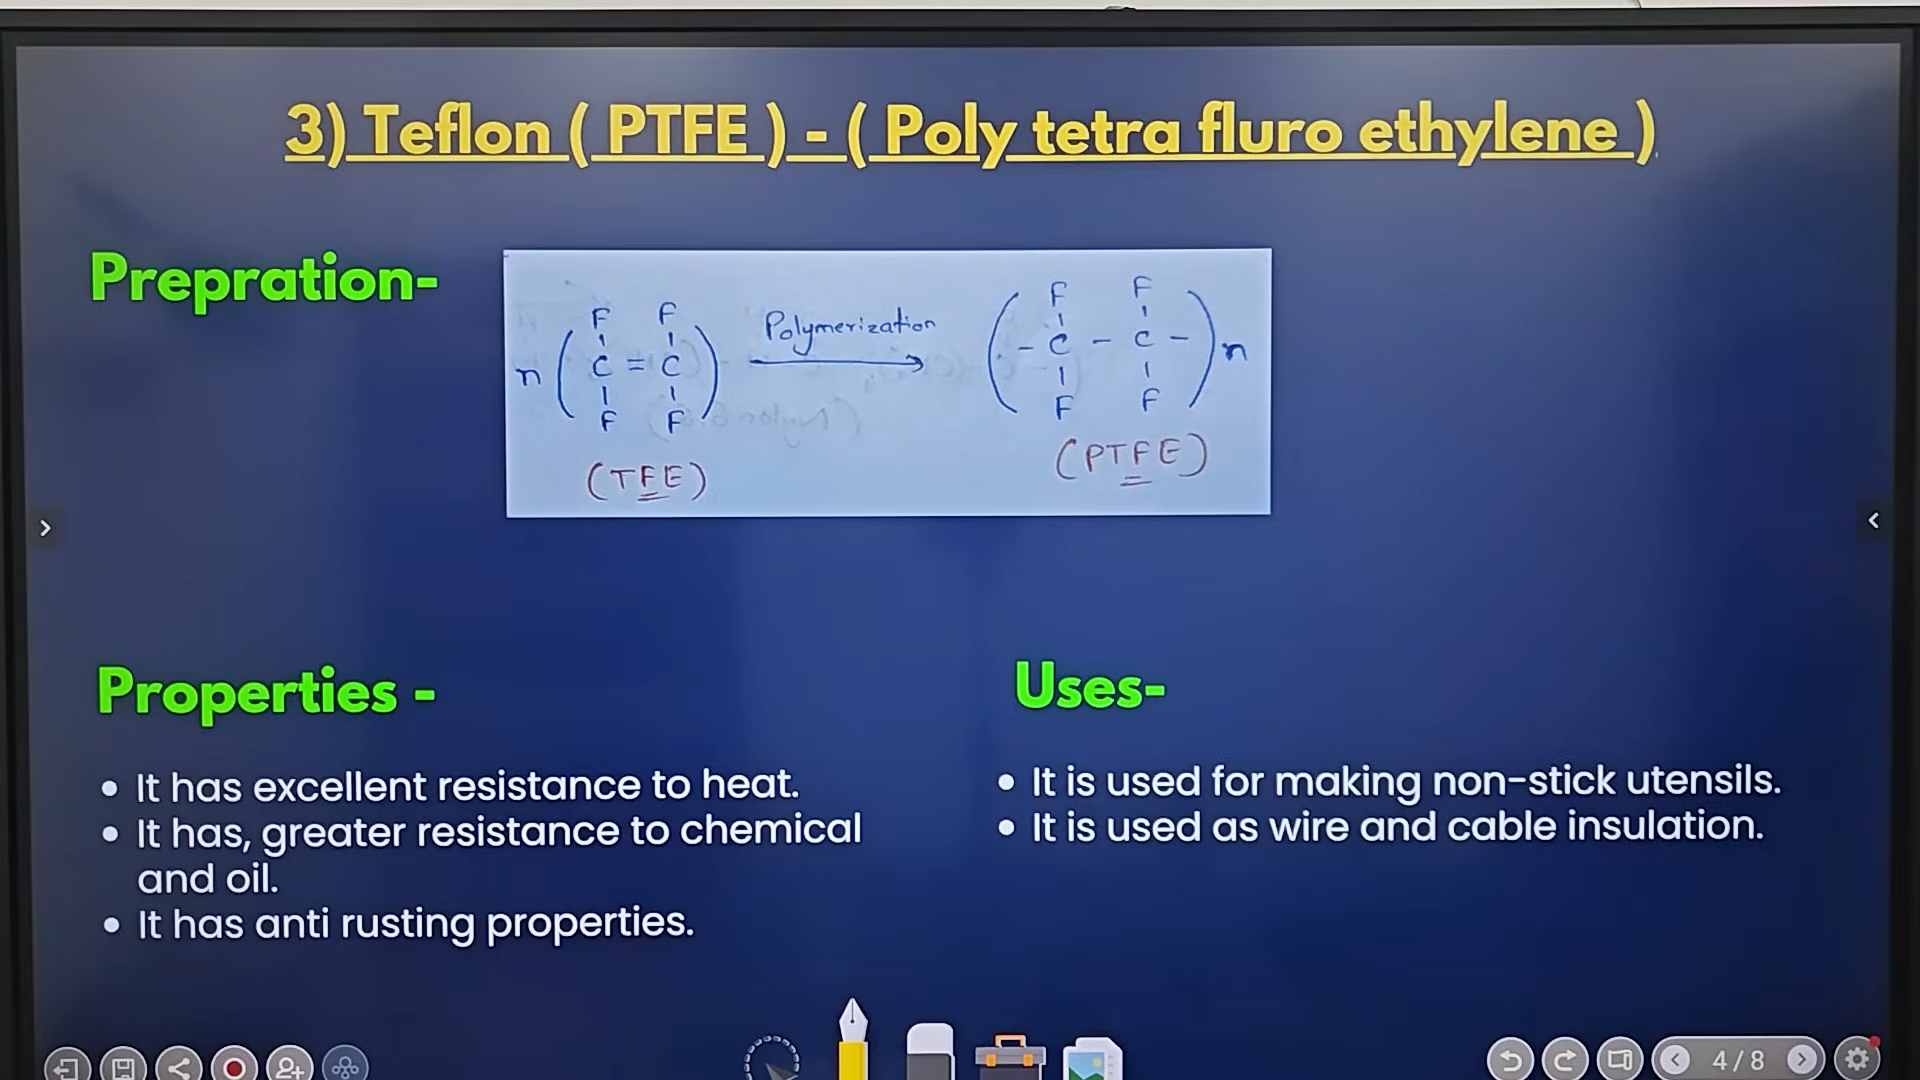 3) Teflon ( PTFE ) - ( Poly tetra fluro ethylene )
Prepration-
F F
n ( C = C )
F F
Polymerization
(TFE)
F F
( - C - C - ) n
F F
(PTFE)
Properties -
• It has excellent resistance to heat.
• It has, greater resistance to chemical
and oil.
• It has anti rusting properties.
Uses-
• It is used for making non-stick utensils.
• It is used as wire and cable insulation.
4 / 8